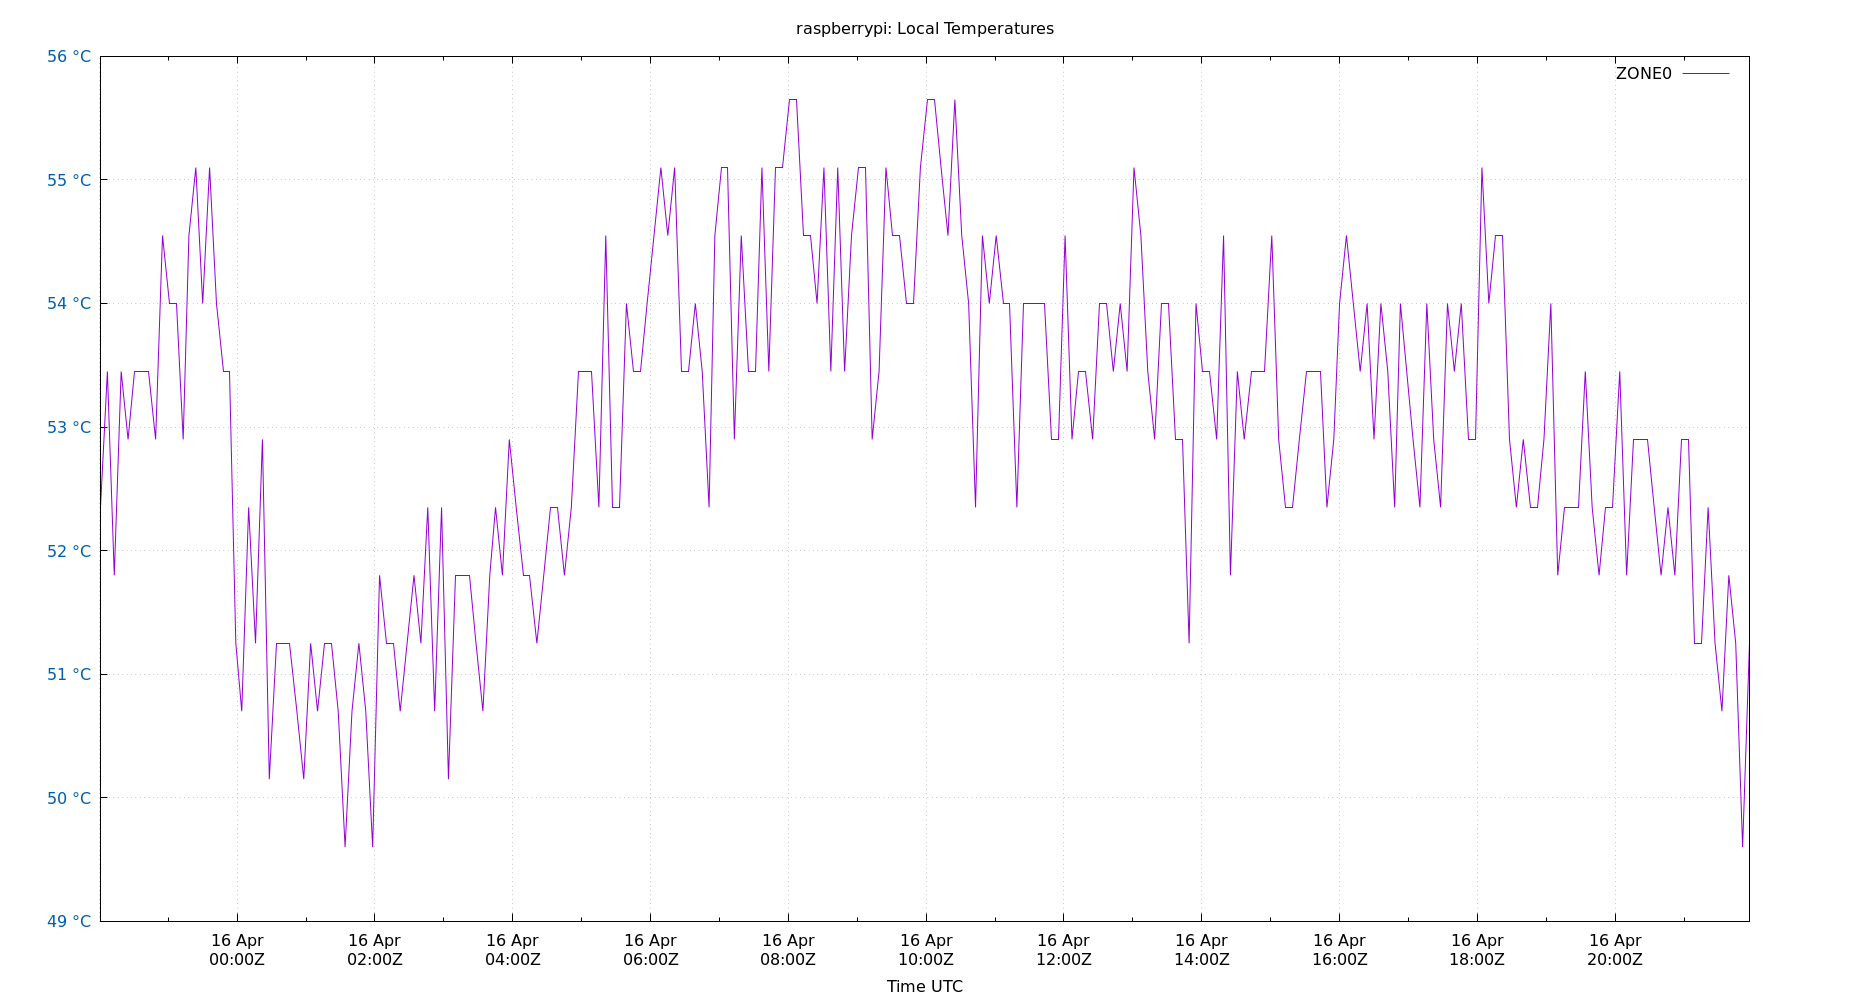 raspberrypi: Local Temperatures
56 °C
ZONE0
55 °C
54 °C
53 °C
52 °C
51 °C
50 °C
49 °C
16 Apr 16 Apr 16 Apr 16 Apr 16 Apr 16 Apr 16 Apr 16 Apr 16 Apr 16 Apr 16 Apr
00:00Z 02:00Z 04:00Z 06:00Z 08:00Z 10:00Z 12:00Z 14:00Z 16:00Z 18:00Z 20:00Z
Time UTC